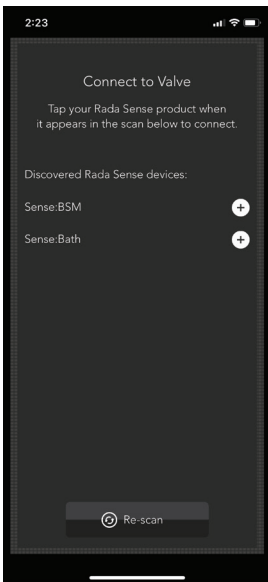 2:23
Connect to Valve
Tap your Rada Sense product when
it appears in the scan below to connect.
Discovered Rada Sense devices:
Sense:BSM
Sense:Bath
Re-scan